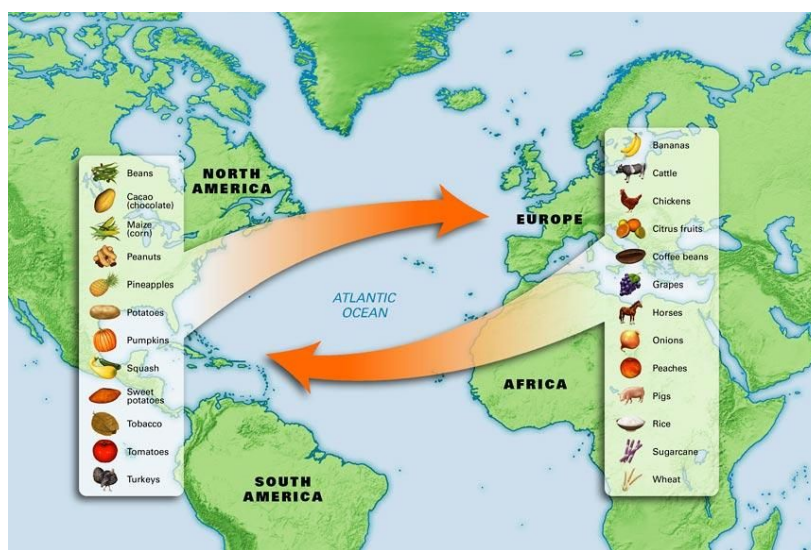 NORTH
AMERICA
Beans
Cacao
(chocolate)
Maize
(corn)
Peanuts
Pineapples
Potatoes
Pumpkins
Squash
Sweet
potatoes
Tobacco
Tomatoes
Turkeys
ATLANTIC
OCEAN
SOUTH
AMERICA
EUROPE
AFRICA
Bananas
Cattle
Chickens
Citrus fruits
Coffee beans
Grapes
Horses
Onions
Peaches
Pigs
Rice
Sugarcane
Wheat